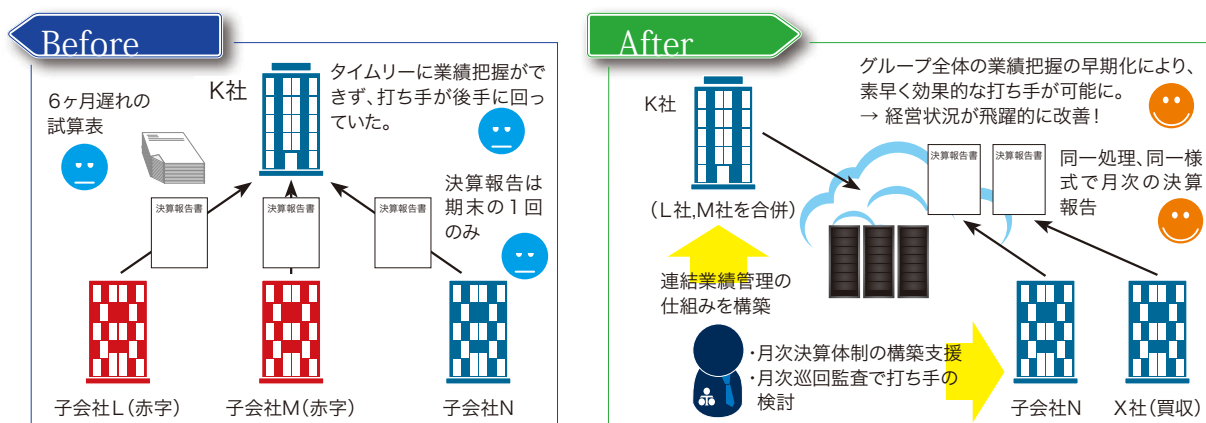 Before
K社
タイムリーに業績把握がで
きず、打ち手が後手に回っ
ていた。
6ヶ月遅れの
試算表
決算報告は
期末の1回
のみ
決算報告書
決算報告書
決算報告書
子会社L(赤字)
子会社M(赤字)
子会社N
After
K社
グループ全体の業績把握の早期化により、
素早く効果的な打ち手が可能に。
→ 経営状況が飛躍的に改善!
決算報告書
決算報告書
同一処理、同一様
式で月次の決算
報告
(L社,M社を合併)
連結業績管理の
仕組みを構築
・月次決算体制の構築支援
・月次巡回監査で打ち手の
検討
子会社N
X社(買収)